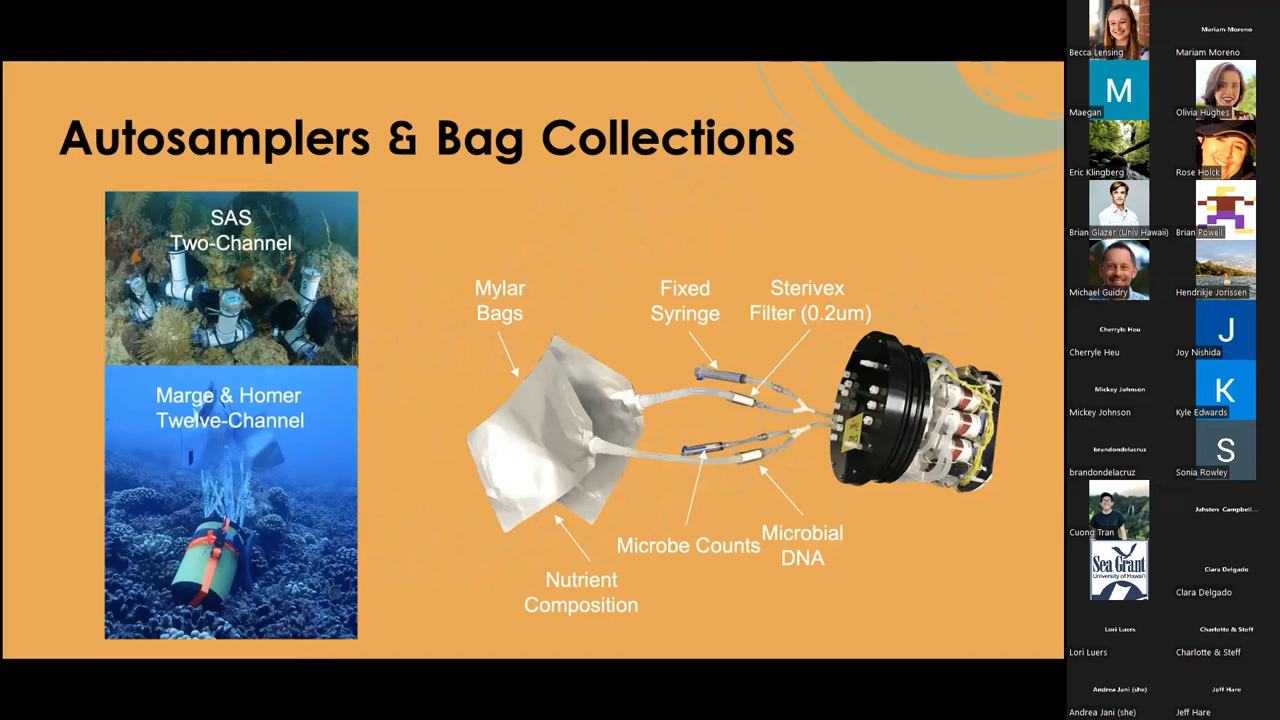 Autosamplers & Bag Collections
SAS
Two-Channel
Marge & Homer
Twelve-Channel
Mylar
Bags
Fixed
Syringe
Sterivex
Filter (0.2um)
Microbe Counts
Microbial
DNA
Nutrient
Composition
Becca Lensing
Mariam Moreno
Mariam Moreno
M
Maegan
Olivia Hughes
Eric Klingberg
Rose Holck
Brian Glazer (Univ Hawaii)
Brian Powell
Michael Guidry
Hendrikje Jorissen
Cherryle Heu
Cherryle Heu
J
Joy Nishida
Mickey Johnson
Mickey Johnson
K
Kyle Edwards
brandondelacruz
brandondelacruz
S
Sonia Rowley
Cuong Tran
Jahsten Campbell...
Sea Grant
University of Hawai'i
Clara Delgado
Clara Delgado
Lori Luers
Lori Luers
Charlotte & Steff
Charlotte & Steff
Andrea Jani (she)
Andrea Jani (she)
Jeff Hare
Jeff Hare